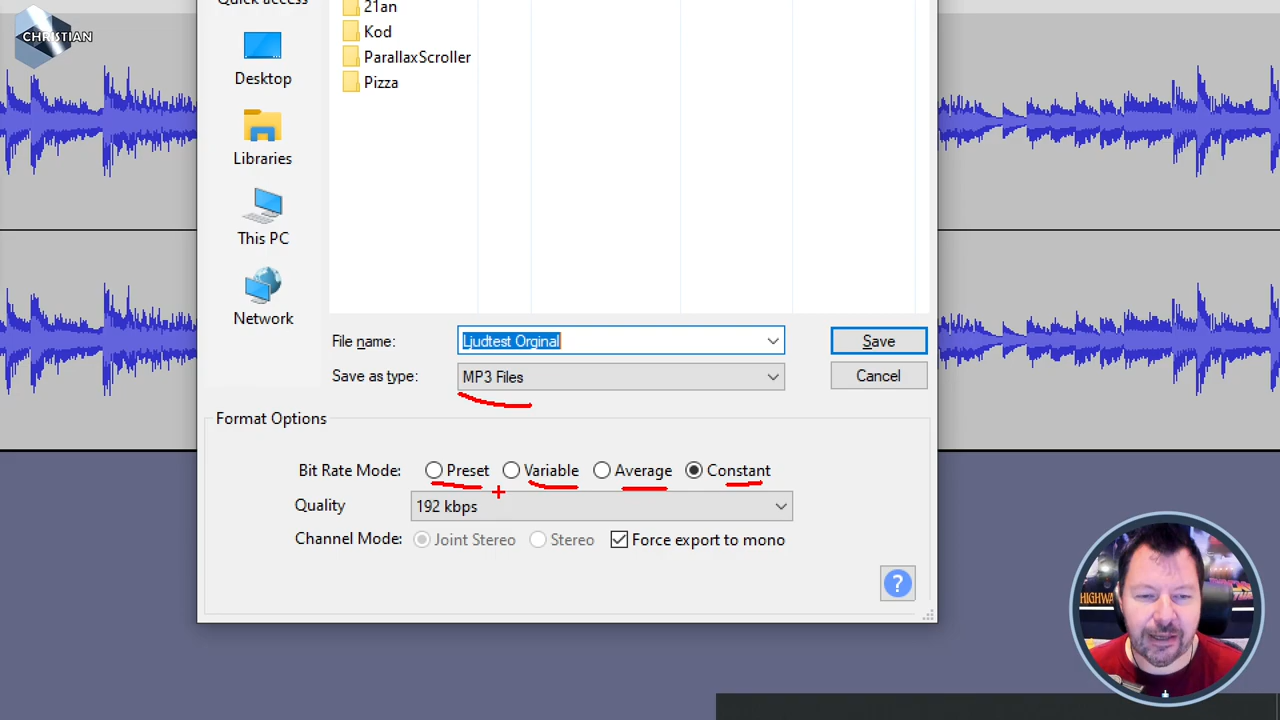 Quick access
21an
CHRISTIAN
Kod
ParallaxScroller
Desktop
Pizza
Libraries
This PC
Network
File name: Ljudtest Orginal Save
Save as type: MP3 Files Cancel
Format Options
Bit Rate Mode: Preset Variable Average Constant
Quality 192 kbps
Channel Mode: Joint Stereo Stereo Force export to mono
?
HIGHWA